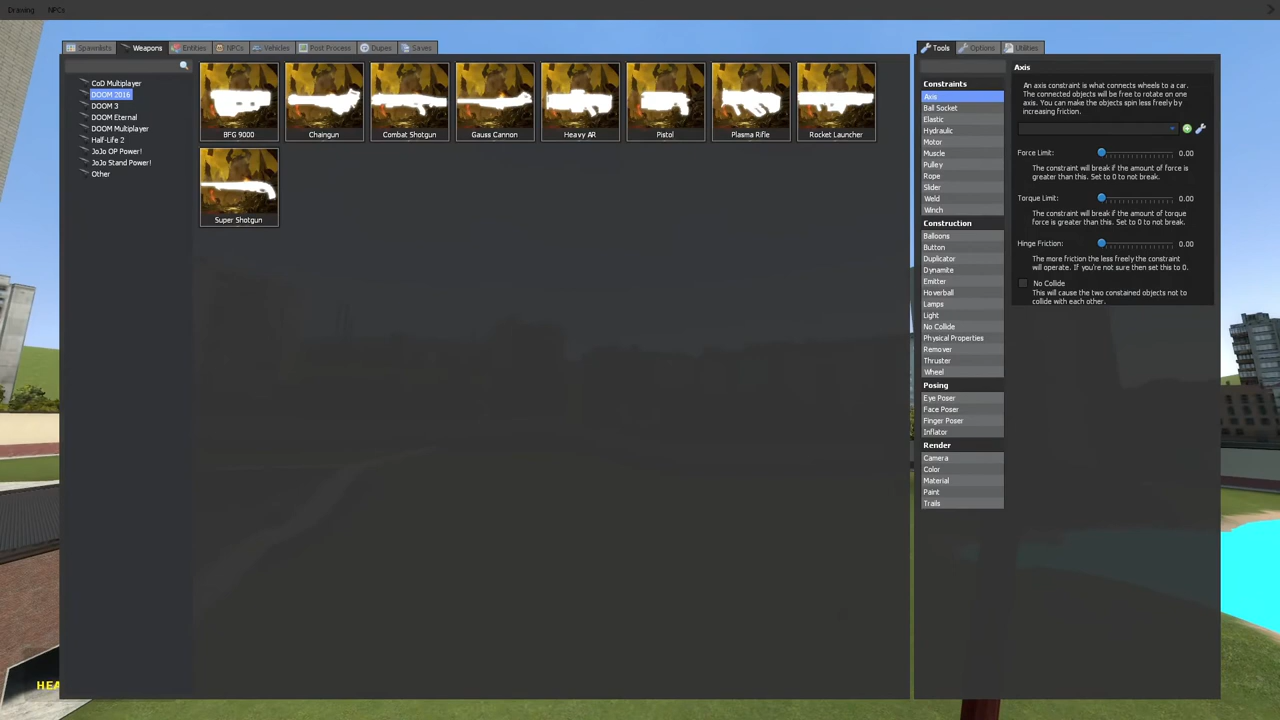 Drawing NPCs
Spawnlists Weapons Entities NPCs Vehicles Post Process Dupes Saves
CoD Multiplayer
DOOM 2016
DOOM 3
DOOM Eternal
DOOM Multiplayer
Half-Life 2
JoJo OP Power!
JoJo Stand Power!
Other
BFG 9000 Chaingun Combat Shotgun Gauss Cannon Heavy AR Pistol Plasma Rifle Rocket Launcher
Super Shotgun
Tools Options Utilities
Constraints
Axis
Ball Socket
Elastic
Hydraulic
Motor
Muscle
Pulley
Rope
Slider
Weld
Winch
Construction
Balloons
Button
Duplicator
Dynamite
Emitter
Hoverball
Lamps
Light
No Collide
Physical Properties
Remover
Thruster
Wheel
Posing
Eye Poser
Face Poser
Finger Poser
Inflator
Render
Camera
Color
Material
Paint
Trails
Axis
An axis constraint is what connects wheels to a car.
The connected objects will be free to rotate on one
axis. You can make the objects spin less freely by
increasing friction.
Force Limit: 0.00
The constraint will break if the amount of force is
greater than this. Set to 0 to not break.
Torque Limit: 0.00
The constraint will break if the amount of torque
force is greater than this. Set to 0 to not break.
Hinge Friction: 0.00
The more friction the less freely the constraint
will operate. If you're not sure then set this to 0.
No Collide
This will cause the two constained objects not to
collide with each other.
HEA